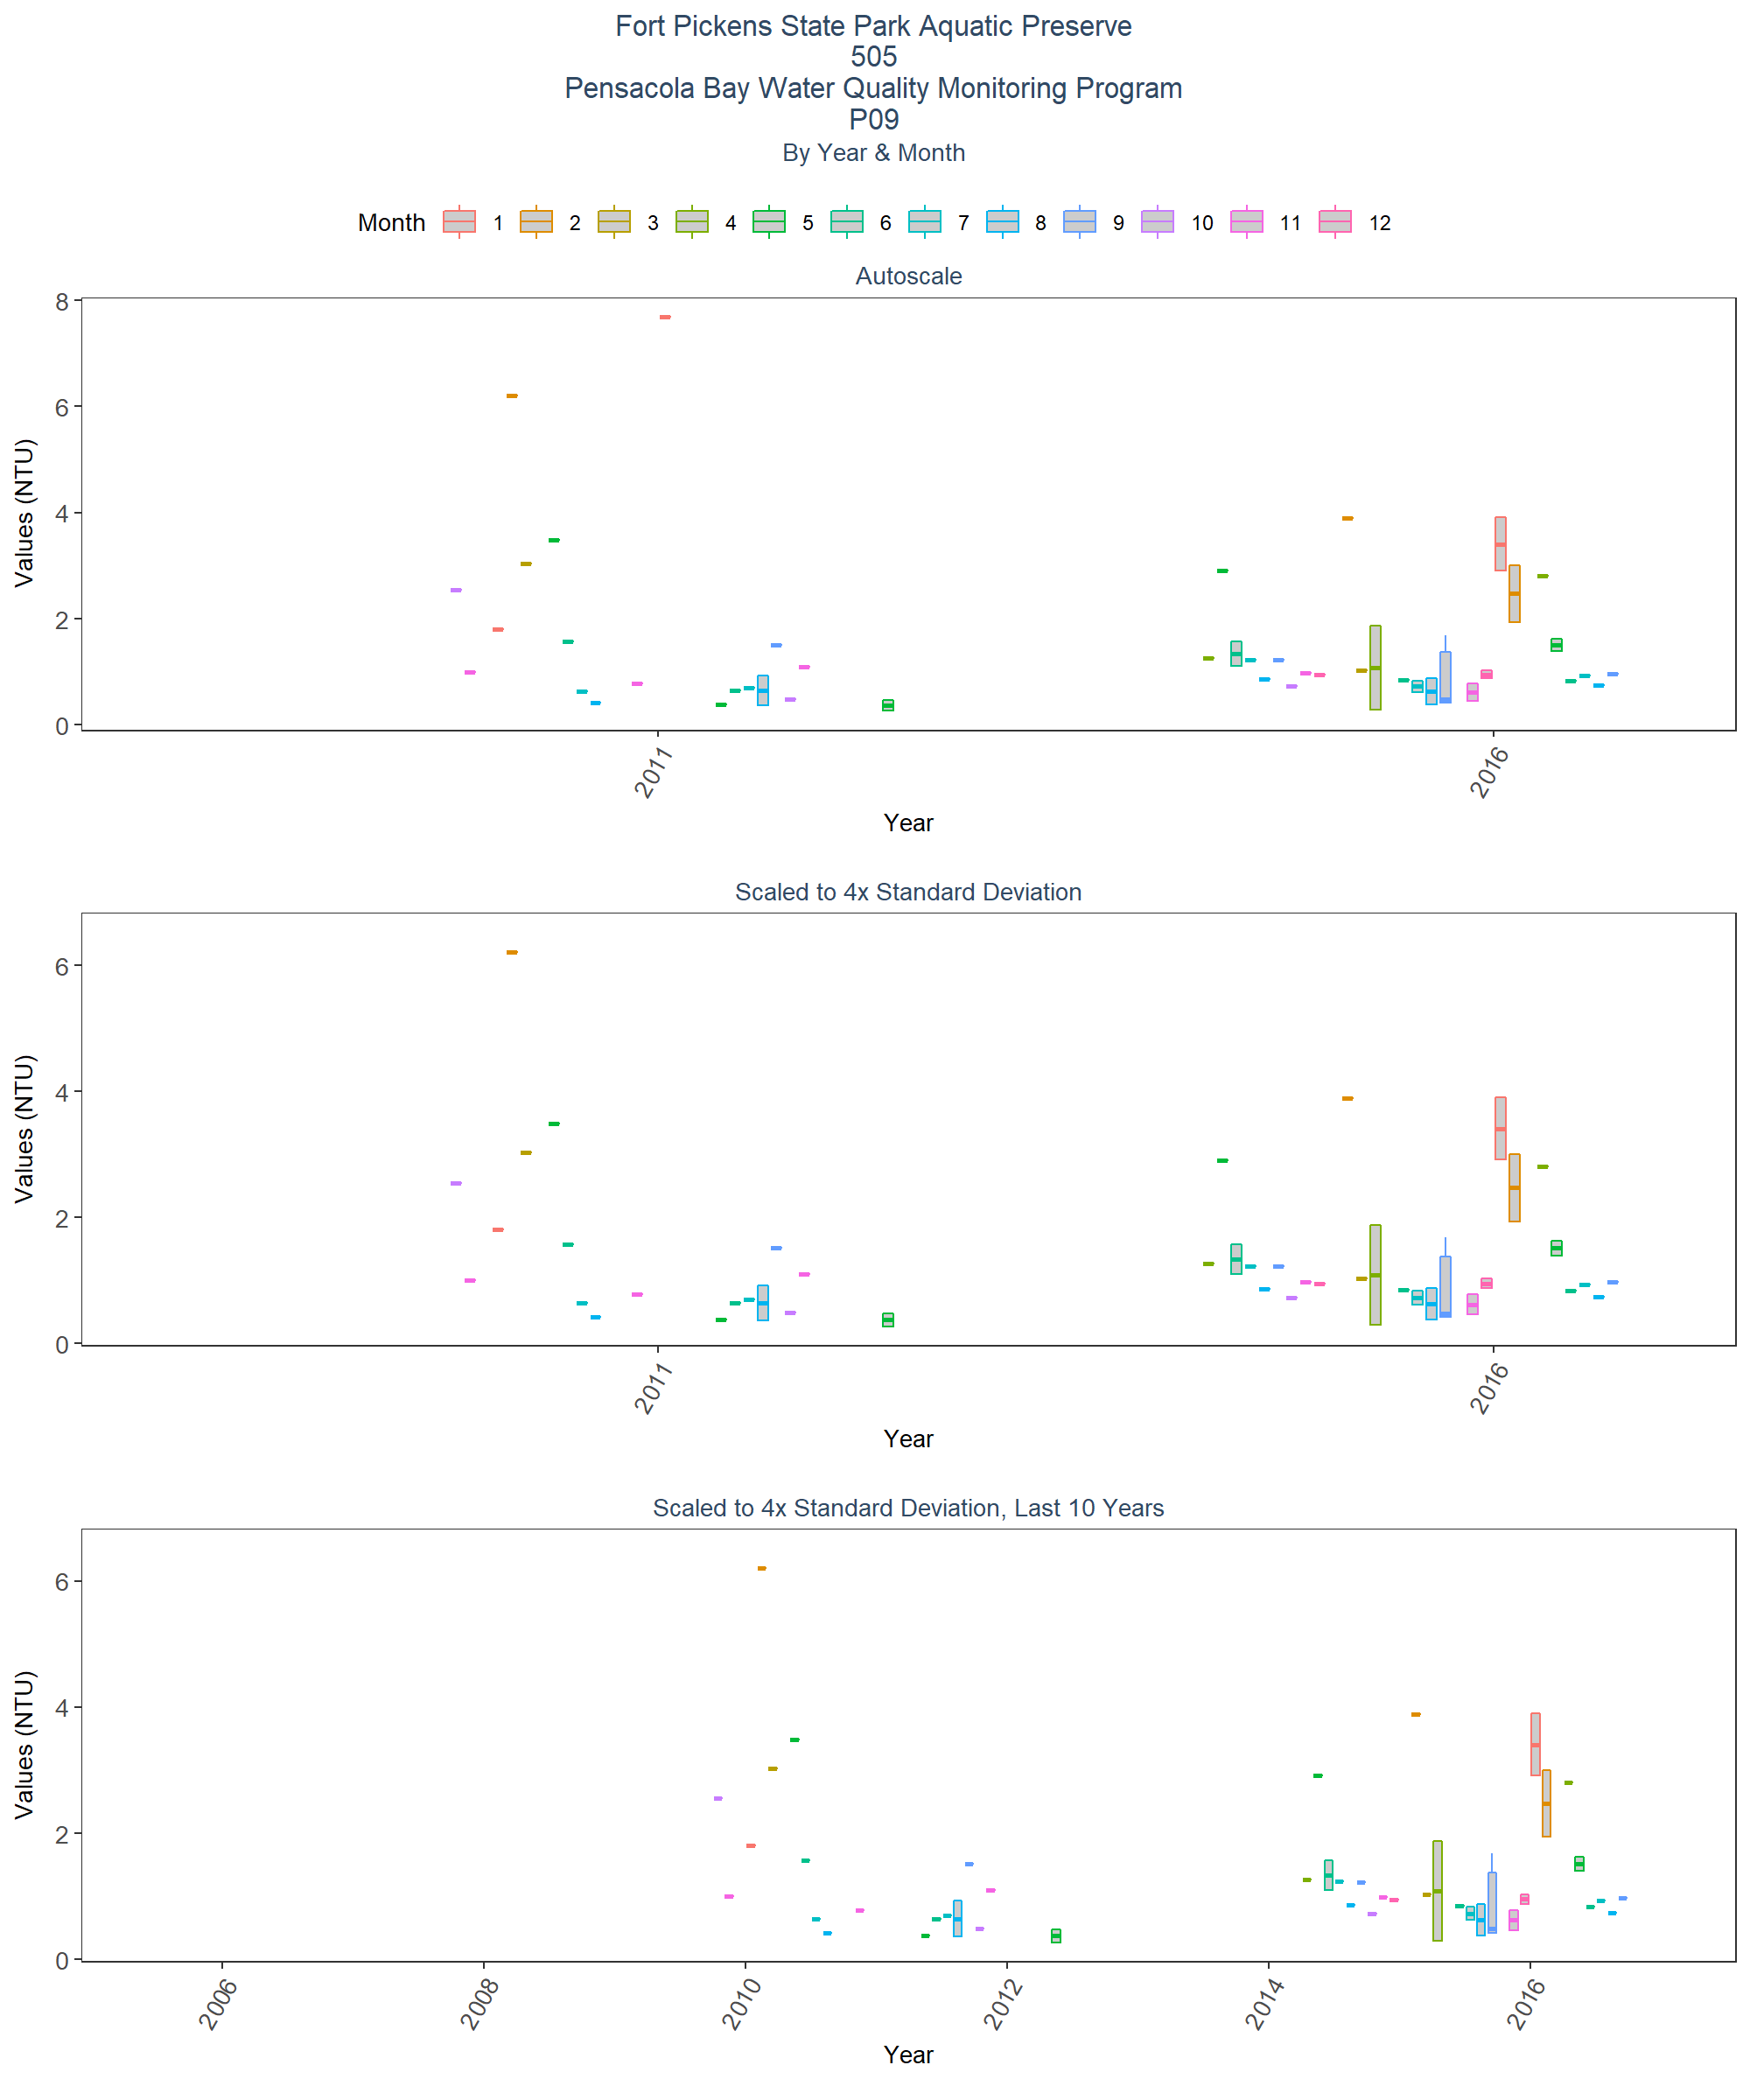 Fort Pickens State Park Aquatic Preserve
505
Pensacola Bay Water Quality Monitoring Program
P09
By Year & Month
Month 1 2 3 4 5 6 7 8 9 10 11 12
Autoscale
Values (NTU)
8
6
4
2
0
2011 2016
Year
Scaled to 4x Standard Deviation
Values (NTU)
6
4
2
0
2011 2016
Year
Scaled to 4x Standard Deviation, Last 10 Years
Values (NTU)
6
4
2
0
2006 2008 2010 2012 2014 2016
Year